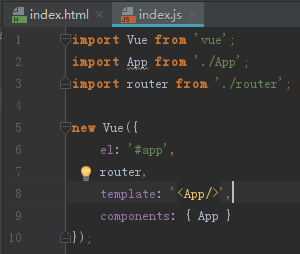 index.html
index.js
1 import Vue from 'vue';
2 import App from './App';
3 import router from './router';
4
5 new Vue({
6 el: '#app',
7 router,
8 template: '<App/>',
9 components: { App }
10 });